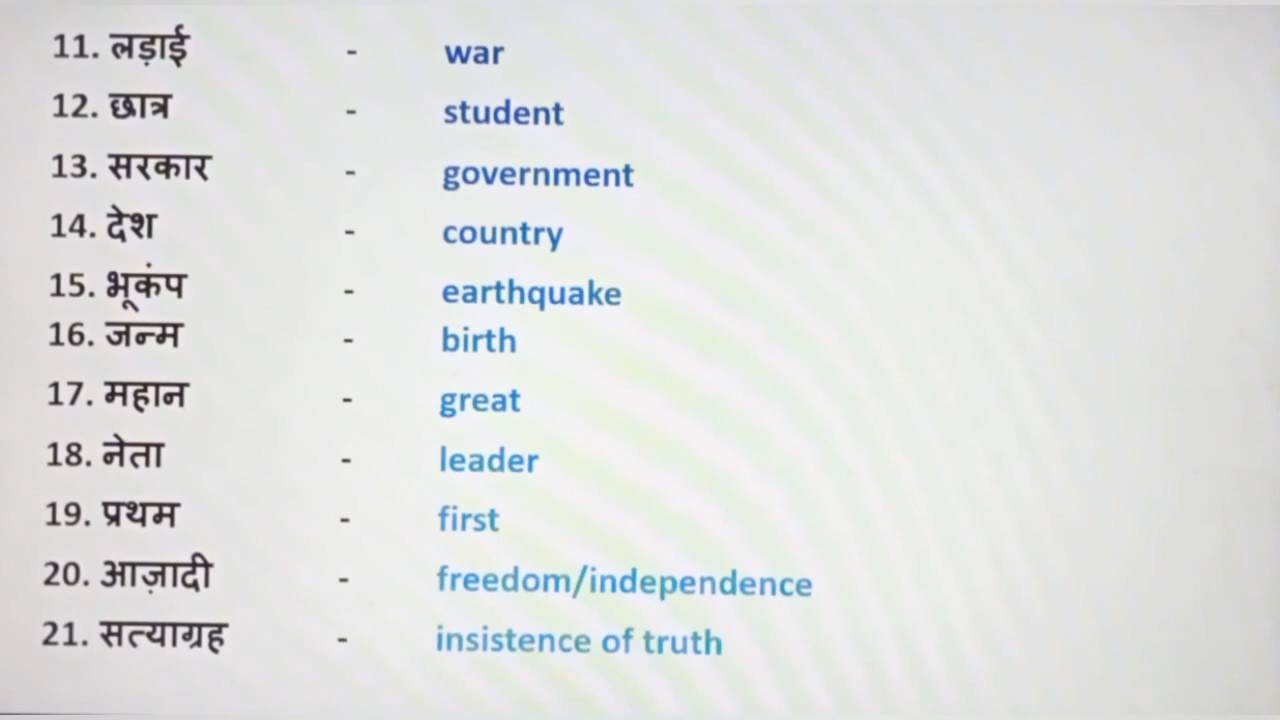 11. लड़ाई - war
12. छात्र - student
13. सरकार - government
14. देश - country
15. भूकंप - earthquake
16. जन्म - birth
17. महान - great
18. नेता - leader
19. प्रथम - first
20. आज़ादी - freedom/independence
21. सत्याग्रह - insistence of truth